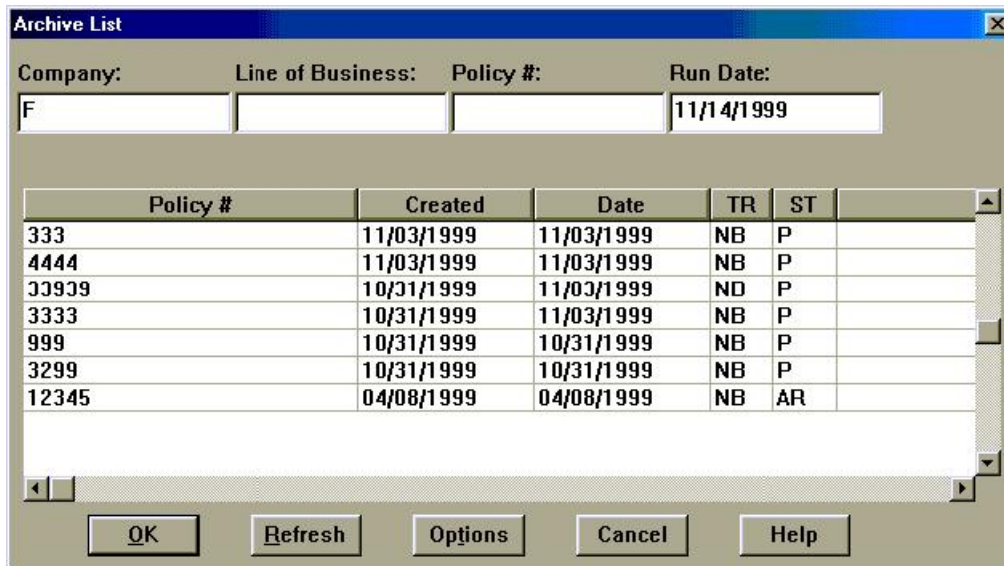 Archive List
Company: Line of Business: Policy #: Run Date:
F 11/14/1999
Policy # Created Date TR ST
333 11/03/1999 11/03/1999 NB P
4444 11/03/1999 11/03/1999 NB P
33939 10/31/1999 11/03/1999 NB P
3333 10/31/1999 11/03/1999 NB P
999 10/31/1999 10/31/1999 NB P
3299 10/31/1999 10/31/1999 NB P
12345 04/08/1999 04/08/1999 NB AR
OK Refresh Options Cancel Help